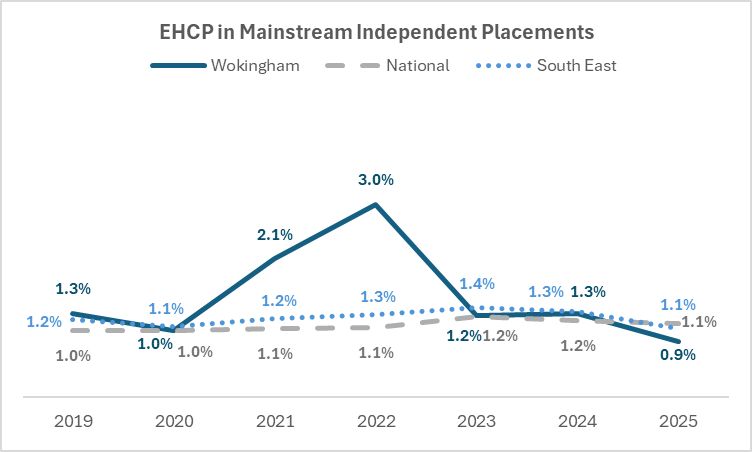 EHCP in Mainstream Independent Placements
Wokingham National South East
3.0%
2.1%
1.3% 1.1% 1.2% 1.3% 1.4% 1.3% 1.3% 1.1%
1.2% 1.0% 1.2% 1.2% 1.1%
1.0% 1.0% 1.1% 1.1% 1.2% 0.9%
2019 2020 2021 2022 2023 2024 2025